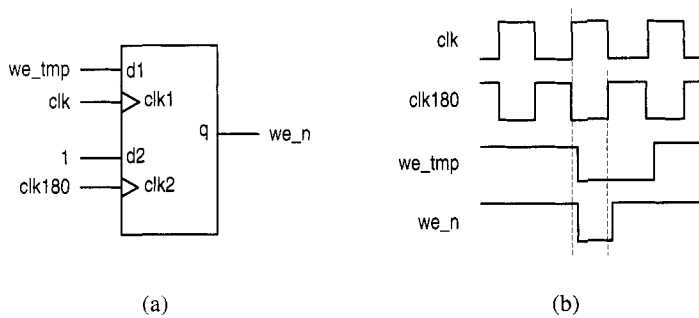 we_tmp
d1
clk
clk1
q
we_n
1
d2
clk180
clk2
(a)
clk
clk180
we_tmp
we_n
(b)